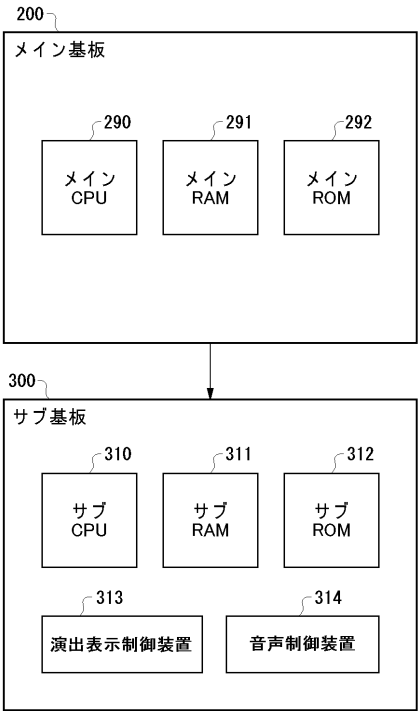 200
メイン基板
290
291
292
メイン
CPU
メイン
RAM
メイン
ROM
300
サブ基板
310
311
312
サブ
CPU
サブ
RAM
サブ
ROM
313
314
演出表示制御装置
音声制御装置